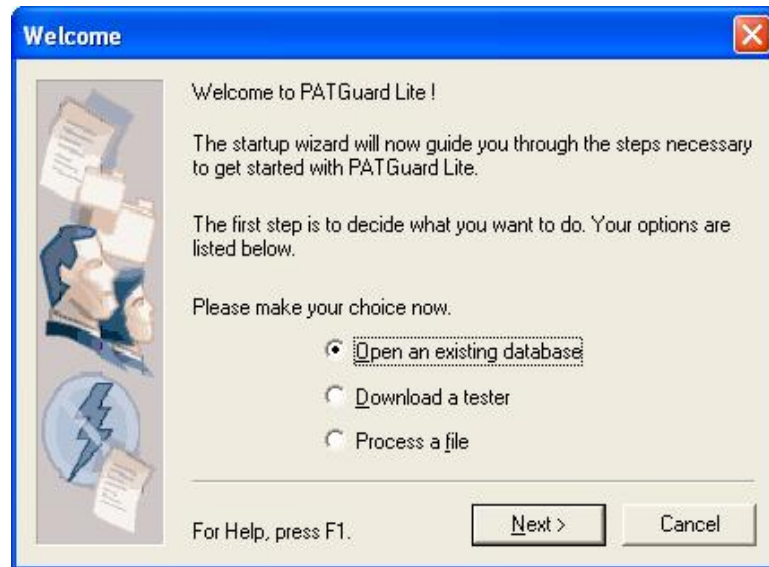 Welcome
Welcome to PATGuard Lite !
The startup wizard will now guide you through the steps necessary
to get started with PATGuard Lite.
The first step is to decide what you want to do. Your options are
listed below.
Please make your choice now.
Open an existing database
Download a tester
Process a file
For Help, press F1.
Next >
Cancel